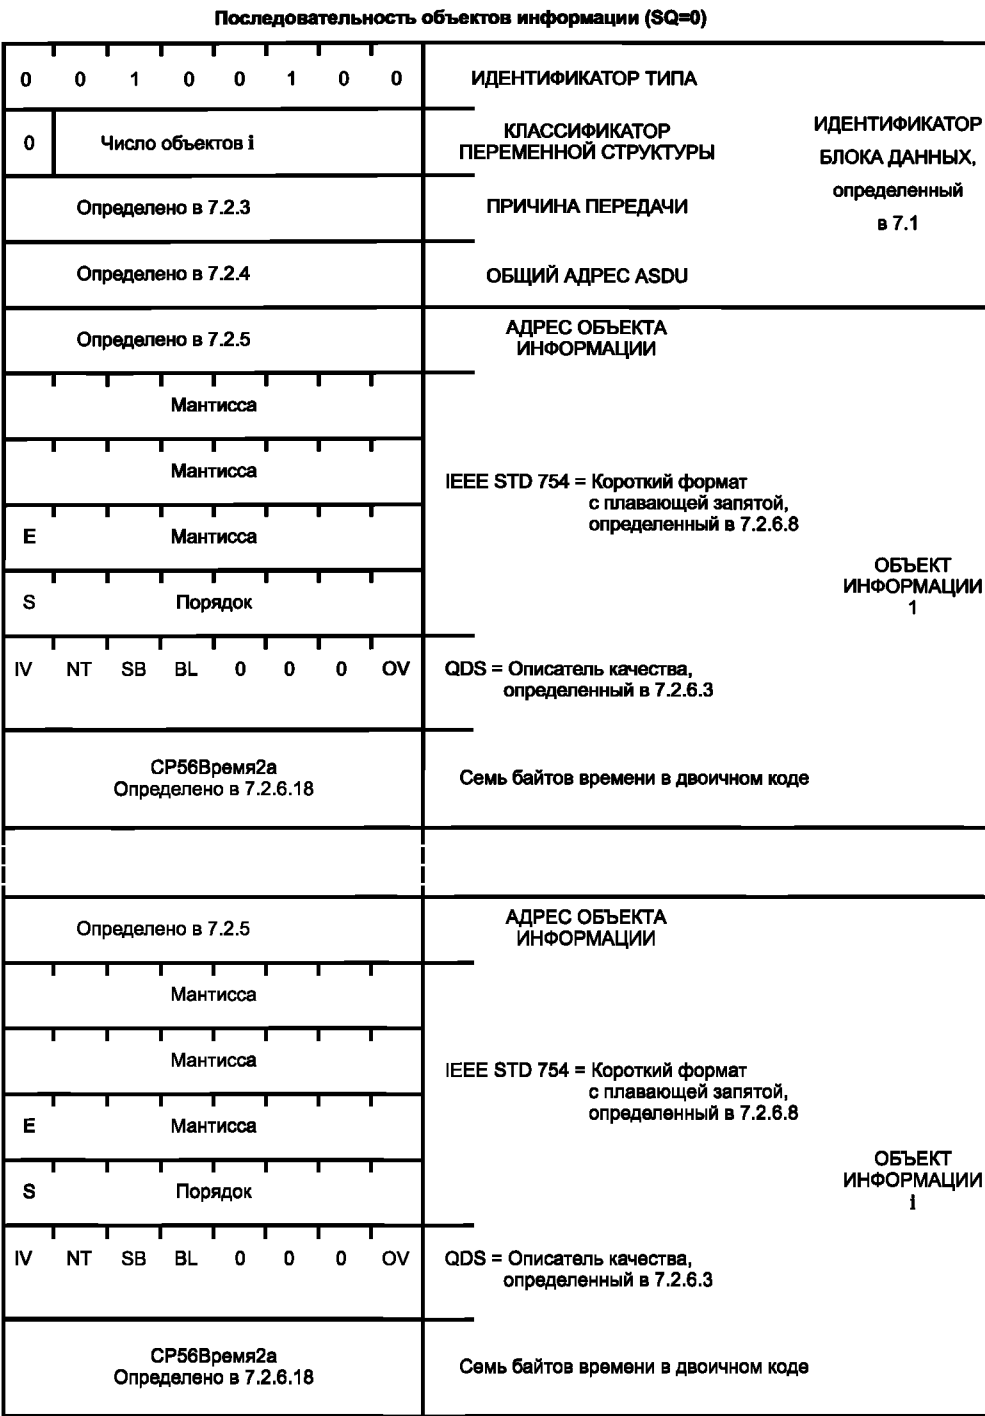 Последовательность объектов информации (SQ=0)
0 0 1 0 0 1 0 0 ИДЕНТИФИКАТОР ТИПА
0 Число объектов i КЛАССИФИКАТОР
ПЕРЕМЕННОЙ СТРУКТУРЫ
ИДЕНТИФИКАТОР
БЛОКА ДАННЫХ,
определенный
в 7.1
Определено в 7.2.3 ПРИЧИНА ПЕРЕДАЧИ
Определено в 7.2.4 ОБЩИЙ АДРЕС ASDU
Определено в 7.2.5 АДРЕС ОБЪЕКТА
ИНФОРМАЦИИ
Мантисса
Мантисса
E Мантисса
S Порядок
IEEE STD 754 = Короткий формат
с плавающей запятой,
определенный в 7.2.6.8
ОБЪЕКТ
ИНФОРМАЦИИ
1
IV NT SB BL 0 0 0 OV QDS = Описатель качества,
определенный в 7.2.6.3
CP56Время2a
Определено в 7.2.6.18
Семь байтов времени в двоичном коде
Определено в 7.2.5 АДРЕС ОБЪЕКТА
ИНФОРМАЦИИ
Мантисса
Мантисса
E Мантисса
S Порядок
IEEE STD 754 = Короткий формат
с плавающей запятой,
определенный в 7.2.6.8
ОБЪЕКТ
ИНФОРМАЦИИ
i
IV NT SB BL 0 0 0 OV QDS = Описатель качества,
определенный в 7.2.6.3
CP56Время2a
Определено в 7.2.6.18
Семь байтов времени в двоичном коде